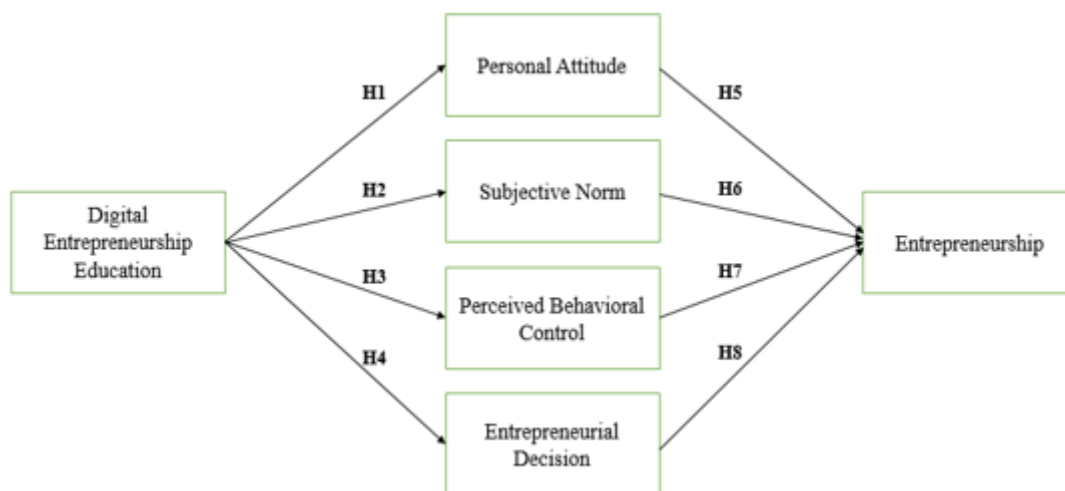 Personal Attitude
H1
H5
Subjective Norm
H2
H6
Digital
Entrepreneurship
Education
Entrepreneurship
H3
H7
Perceived Behavioral
Control
H4
H8
Entrepreneurial
Decision